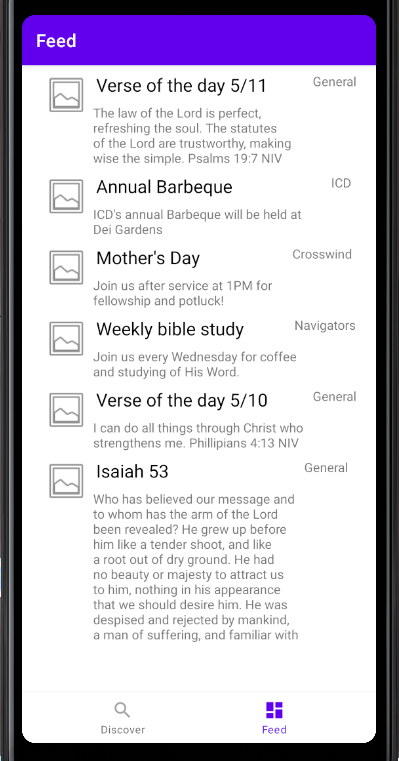 Feed
Verse of the day 5/11
General
The law of the Lord is perfect,
refreshing the soul. The statutes
of the Lord are trustworthy, making
wise the simple. Psalms 19:7 NIV
Annual Barbeque
ICD
ICD's annual Barbeque will be held at
Dei Gardens
Mother's Day
Crosswind
Join us after service at 1PM for
fellowship and potluck!
Weekly bible study
Navigators
Join us every Wednesday for coffee
and studying of His Word.
Verse of the day 5/10
General
I can do all things through Christ who
strengthens me. Phillipians 4:13 NIV
Isaiah 53
General
Who has believed our message and
to whom has the arm of the Lord
been revealed? He grew up before
him like a tender shoot, and like
a root out of dry ground. He had
no beauty or majesty to attract us
to him, nothing in his appearance
that we should desire him. He was
despised and rejected by mankind,
a man of suffering, and familiar with
Discover
Feed